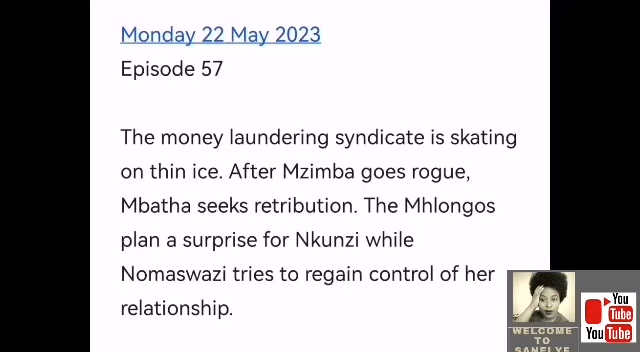 Monday 22 May 2023
Episode 57
The money laundering syndicate is skating
on thin ice. After Mzimba goes rogue,
Mbatha seeks retribution. The Mhlongos
plan a surprise for Nkunzi while
Nomaswazi tries to regain control of her
relationship.
WELCOME
TO
SANELYE
You
Tube
YouTube